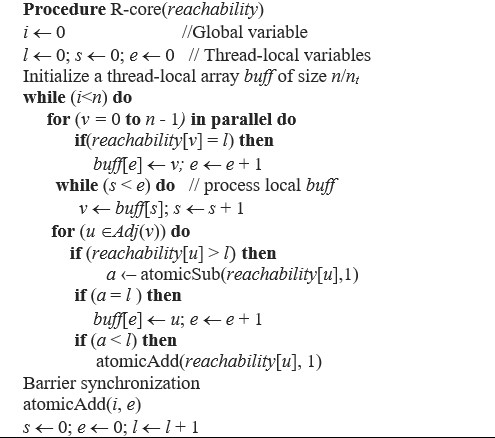 Procedure R-core(reachability)
i ← 0 //Global variable
l ← 0; s ← 0; e ← 0 // Thread-local variables
Initialize a thread-local array buff of size n/nt
while (i<n) do
for (v = 0 to n - 1) in parallel do
if(reachability[v] = l) then
buff[e] ← v; e ← e + 1
while (s < e) do // process local buff
v ← buff[s]; s ← s + 1
for (u ∈Adj(v)) do
if (reachability[u] > l) then
a ← atomicSub(reachability[u],1)
if (a = l ) then
buff[e] ← u; e ← e + 1
if (a < l) then
atomicAdd(reachability[u], 1)
Barrier synchronization
atomicAdd(i, e)
s ← 0; e ← 0; l ← l + 1